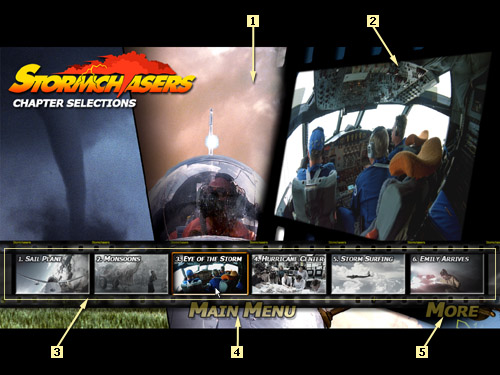 1
2
STORMCHASERS
CHAPTER SELECTIONS
1. SAIL PLANE
2. MONSOONS
3. EYE OF THE STORM
4. HURRICANE CENTER
5. STORM SURFING
6. EMILY ARRIVES
MAIN MENU
MORE
3
4
5